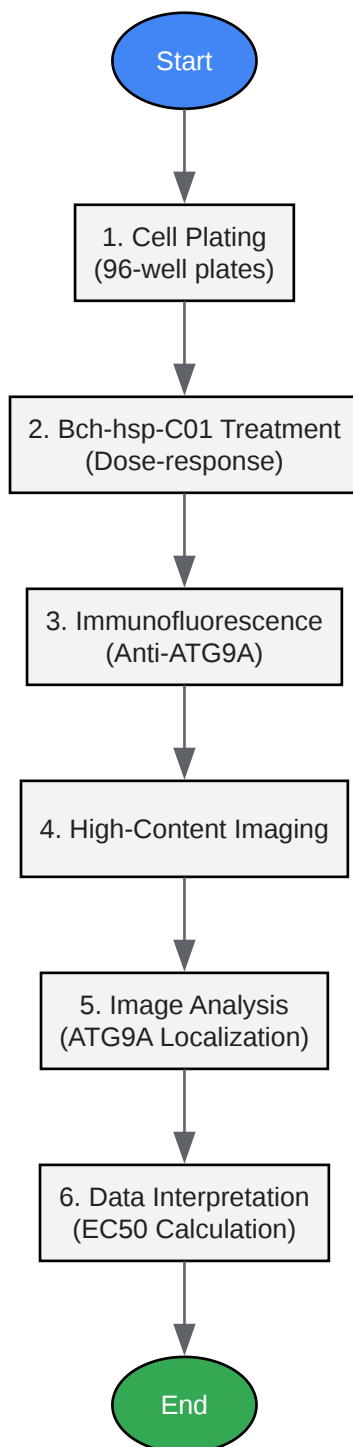 Start
1. Cell Plating
(96-well plates)
2. Bch-hsp-C01 Treatment
(Dose-response)
3. Immunofluorescence
(Anti-ATG9A)
4. High-Content Imaging
5. Image Analysis
(ATG9A Localization)
6. Data Interpretation
(EC50 Calculation)
End